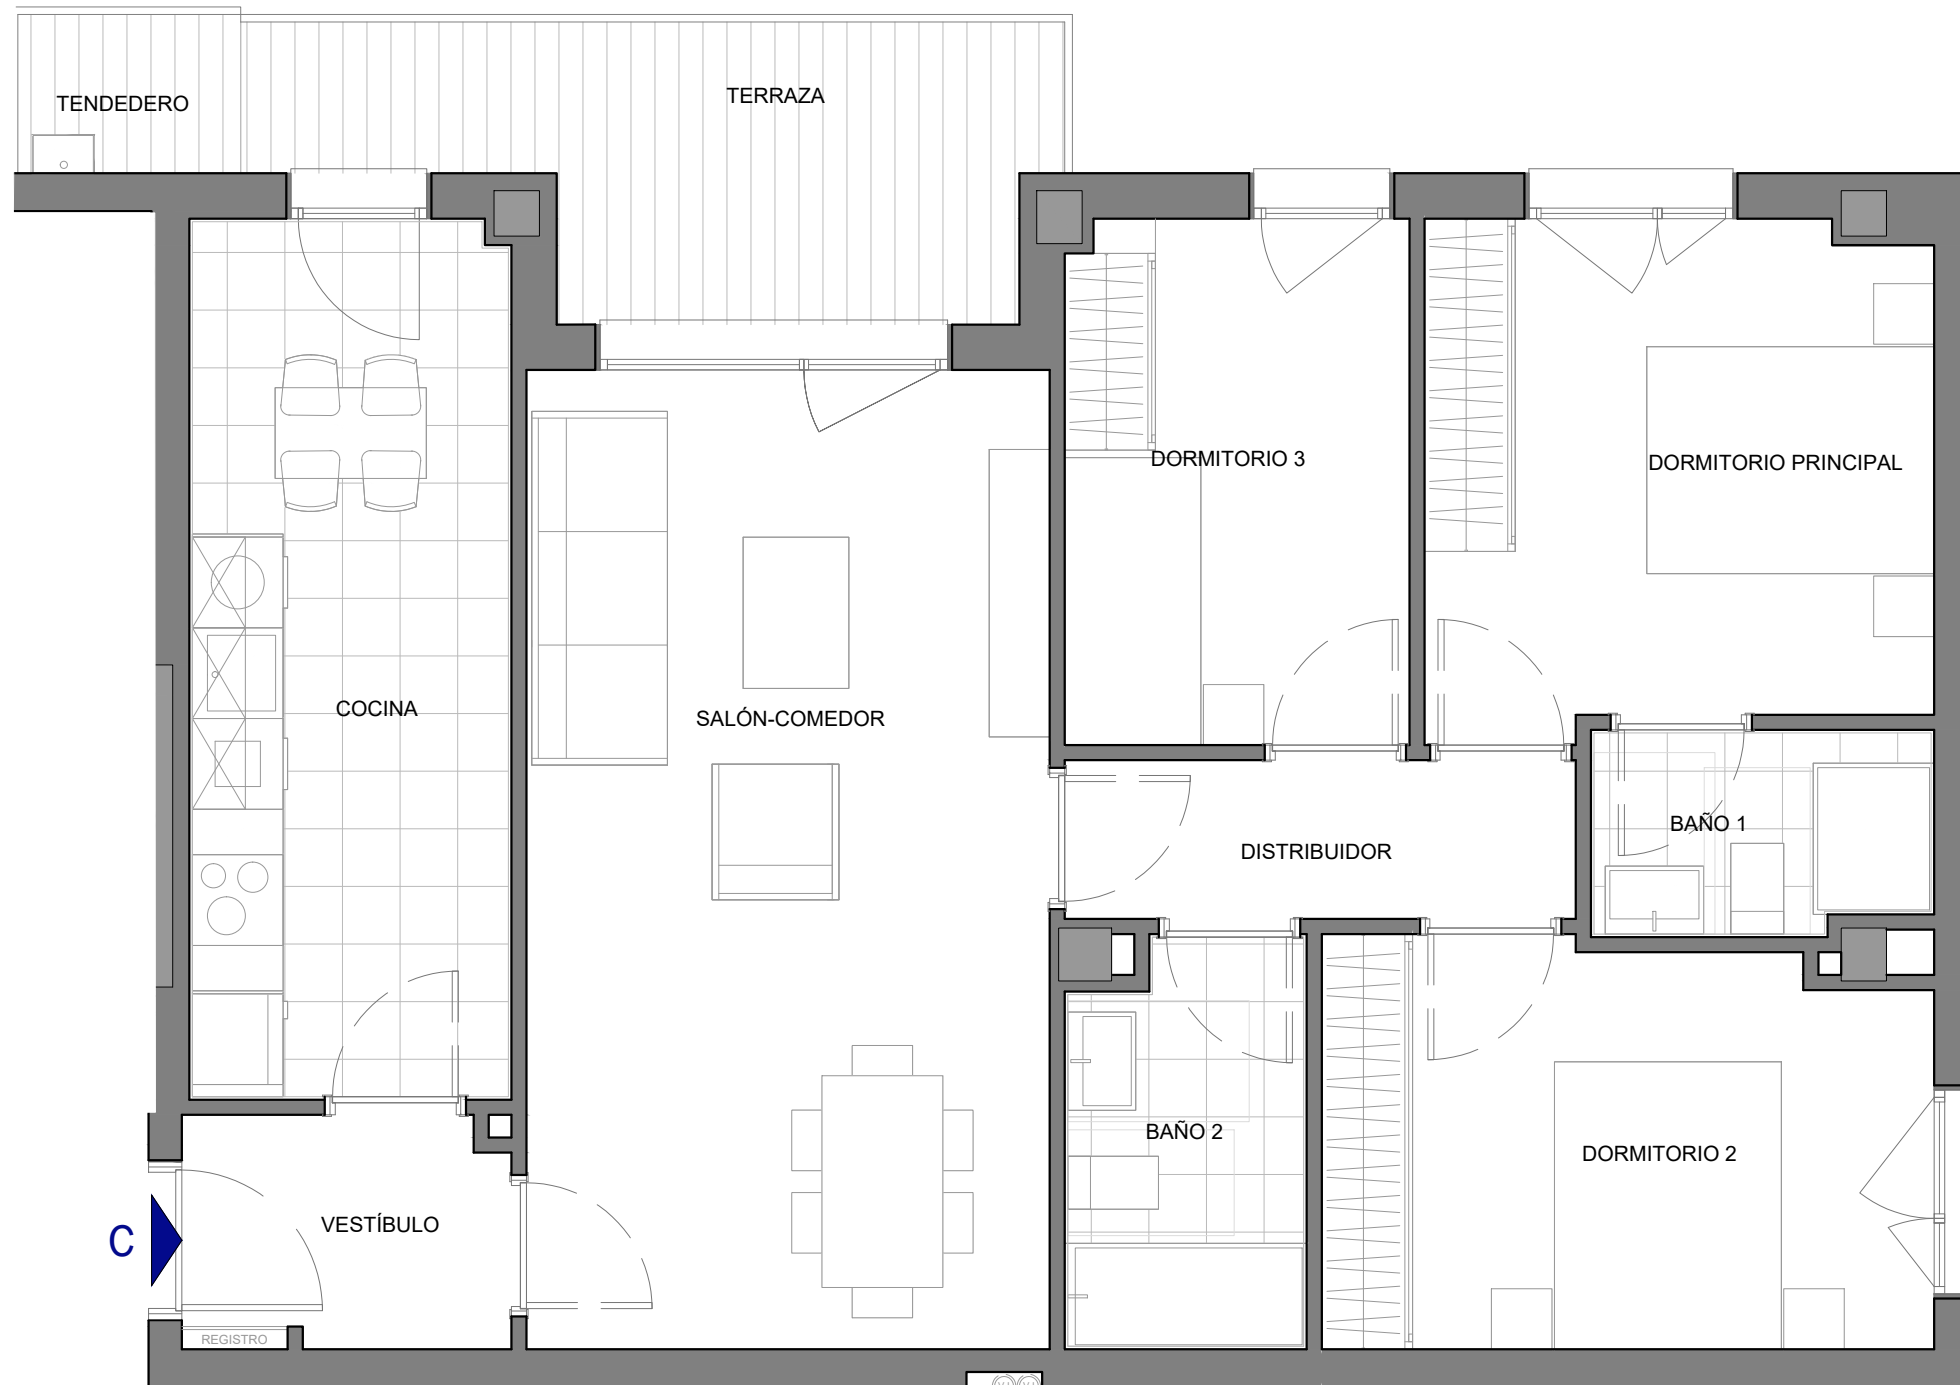 TENDEDERO
TERRAZA
DORMITORIO 3
DORMITORIO PRINCIPAL
COCINA
SALÓN-COMEDOR
BAÑO 1
DISTRIBUIDOR
BAÑO 2
DORMITORIO 2
VESTÍBULO
C
REGISTRO